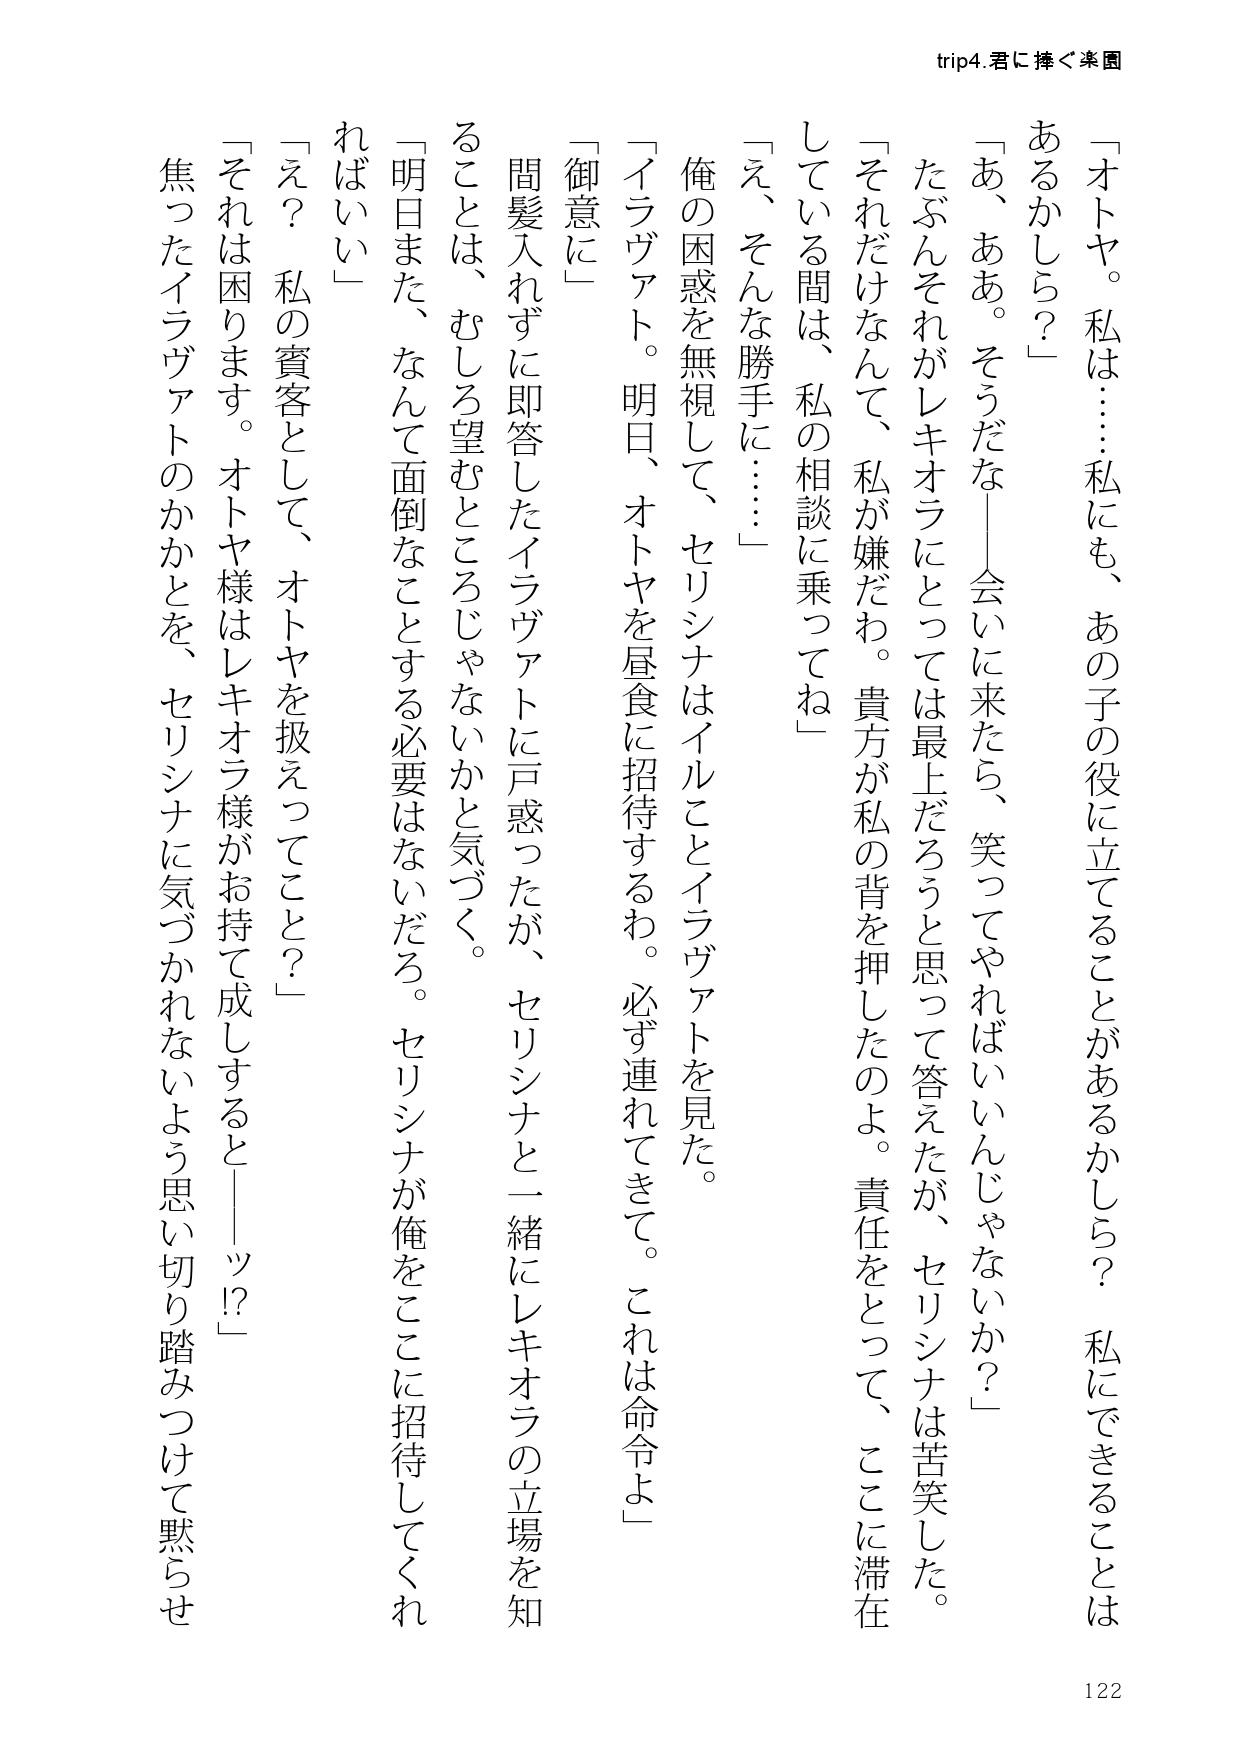 trip4.君に捧ぐ楽園
「オトヤ。私は……私にも、あの子の役に立てることがあるかしら？　私にできることは
あるかしら？」
「あ、ああ。そうだな――会いに来たら、笑ってやればいいんじゃないか？」
　たぶんそれがレキオラにとっては最上だろうと思って答えたが、セリシナは苦笑した。
「それだけなんて、私が嫌だわ。貴方が私の背を押したのよ。責任をとって、ここに滞在
している間は、私の相談に乗ってね」
「え、そんな勝手に……」
　俺の困惑を無視して、セリシナはイルことイラヴァトを見た。
「イラヴァト。明日、オトヤを昼食に招待するわ。必ず連れてきて。これは命令よ」
「御意に」
　間髪入れずに即答したイラヴァトに戸惑ったが、セリシナと一緒にレキオラの立場を知
ることは、むしろ望むところじゃないかと気づく。
「明日また、なんて面倒なことする必要はないだろ。セリシナが俺をここに招待してくれ
ればいい」
「え？　私の賓客として、オトヤを扱えってこと？」
「それは困ります。オトヤ様はレキオラ様がお持て成しすると――ッ!?」
　焦ったイラヴァトのかかとを、セリシナに気づかれないよう思い切り踏みつけて黙らせ
122